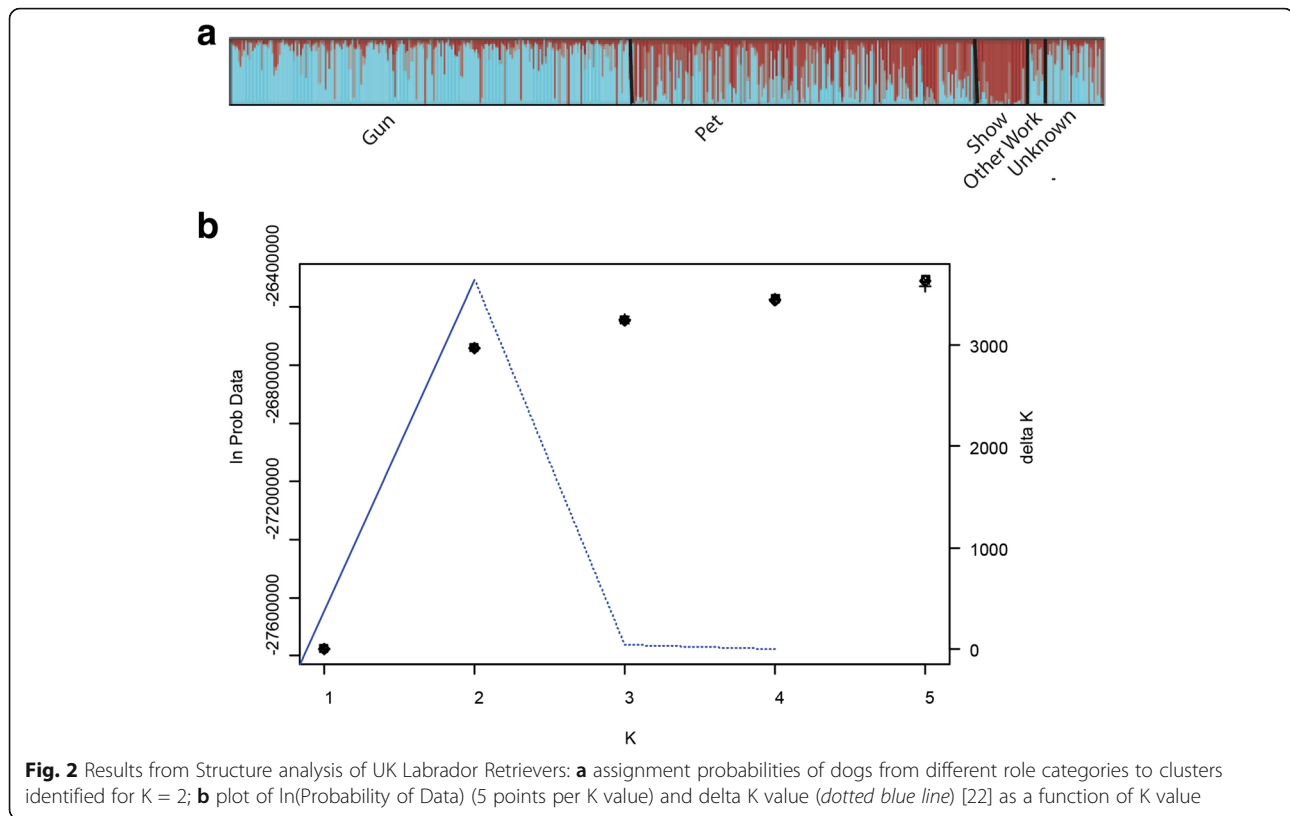 a
Gun
Pet
Show
Other Work
Unknown
-
b
ln Prob Data
-27600000
-27200000
-26800000
-26400000
delta K
0
1000
2000
3000
1
2
3
4
5
K
Fig. 2 Results from Structure analysis of UK Labrador Retrievers: a assignment probabilities of dogs from different role categories to clusters
identified for K = 2; b plot of ln(Probability of Data) (5 points per K value) and delta K value (dotted blue line) [22] as a function of K value